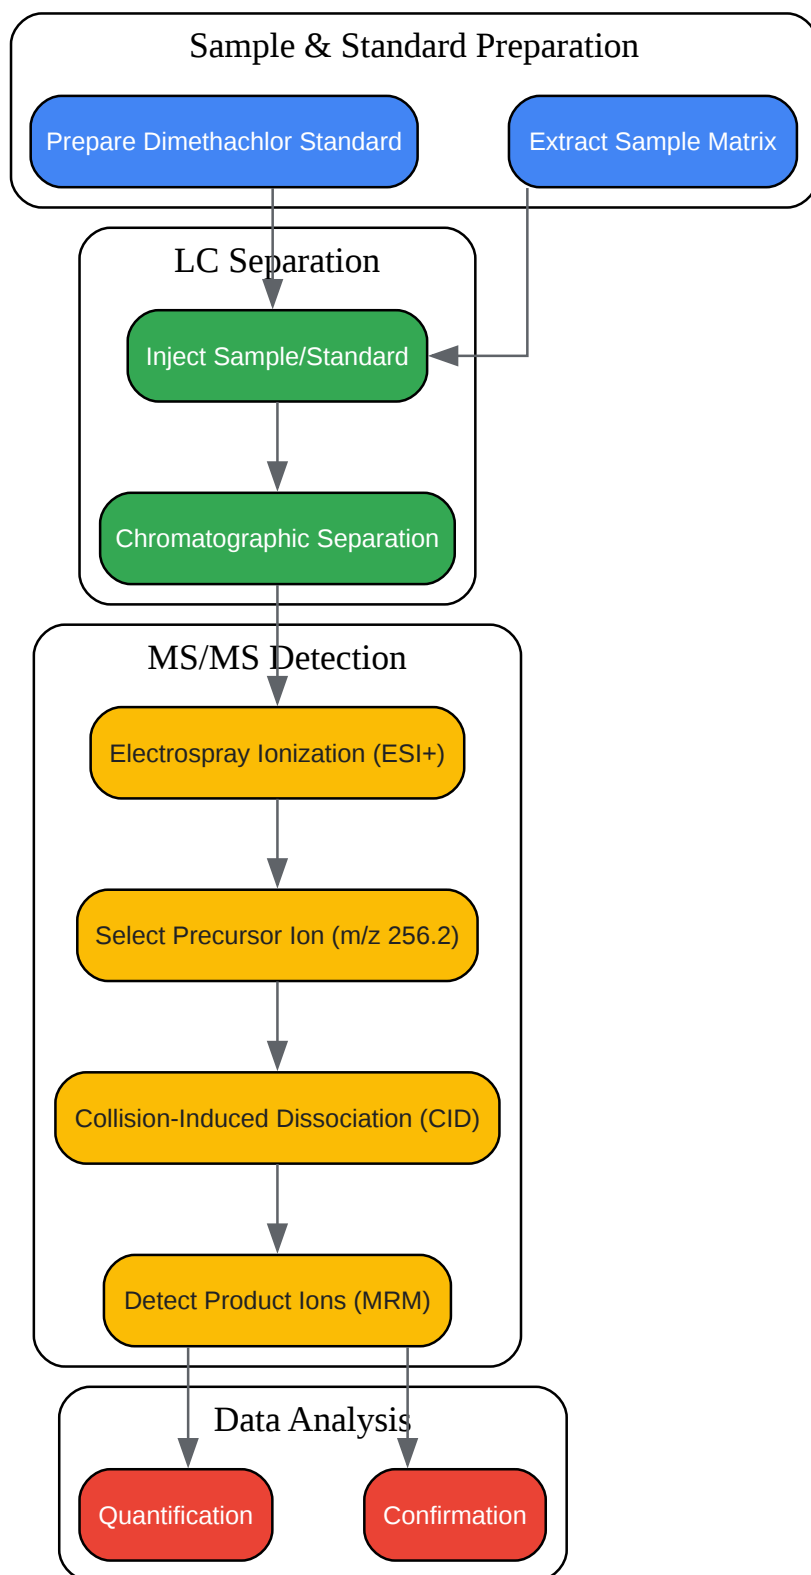 Sample & Standard Preparation
Prepare Dimethachlor Standard
Extract Sample Matrix
LC Separation
Inject Sample/Standard
Chromatographic Separation
MS/MS Detection
Electrospray Ionization (ESI+)
Select Precursor Ion (m/z 256.2)
Collision-Induced Dissociation (CID)
Detect Product Ions (MRM)
Data Analysis
Quantification
Confirmation